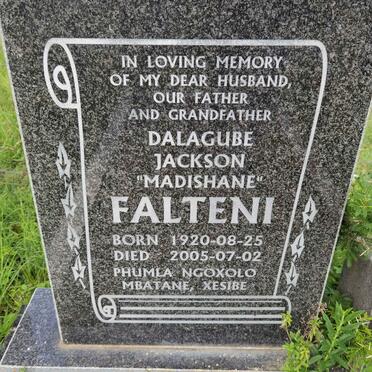 IN LOVING MEMORY
OF MY DEAR HUSBAND,
OUR FATHER
AND GRANDFATHER
DALAGUBE
JACKSON
"MADISHANE"
FALTENI
BORN 1920-08-25
DIED 2005-07-02
PHUMLA NGOXOLO
MBATANE, XESIBE